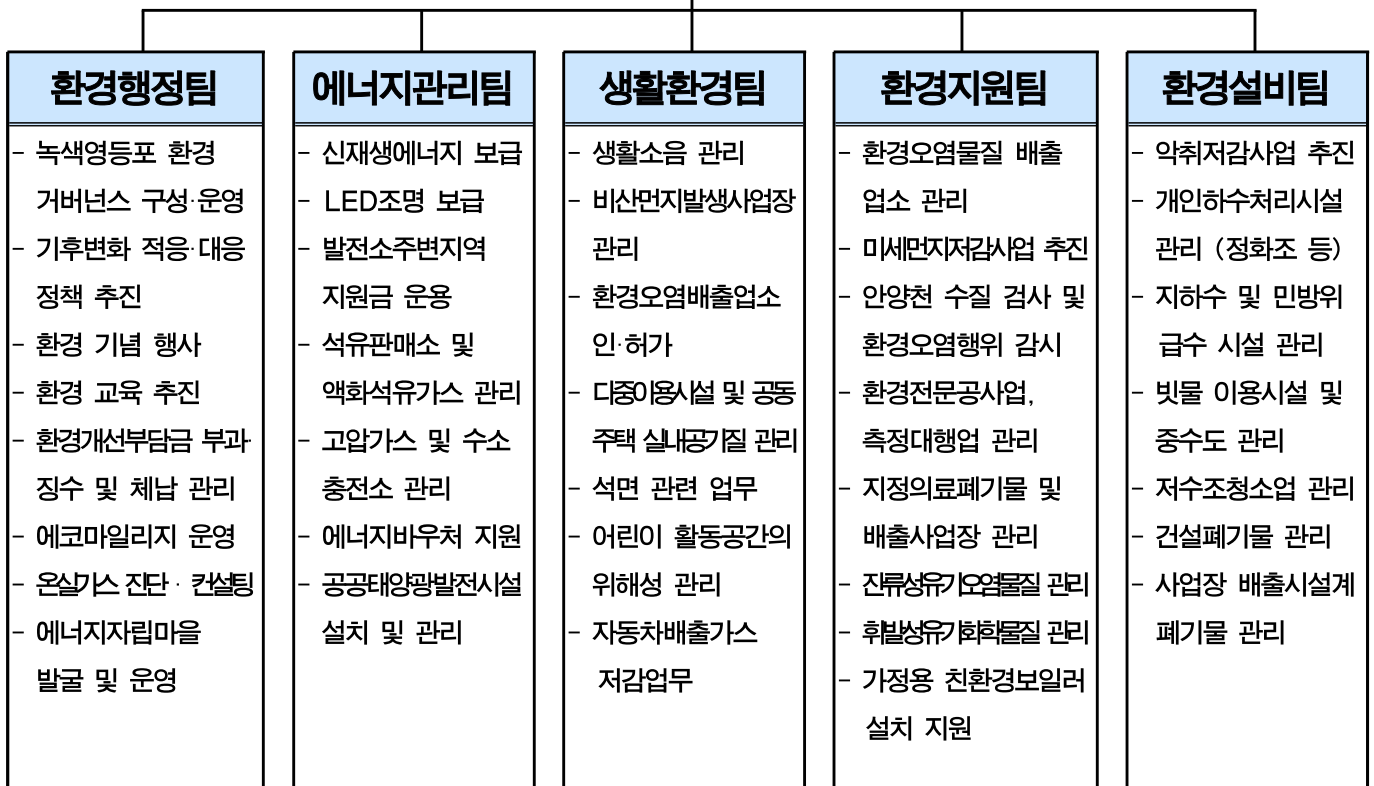 환경행정팀
- 녹색영등포 환경
거버넌스 구성·운영
- 기후변화 적응·대응
정책 추진
- 환경 기념 행사
- 환경 교육 추진
- 환경개선부담금 부과·
징수 및 체납 관리
- 에코마일리지 운영
- 온실가스 진단 · 컨설팅
- 에너지자립마을
발굴 및 운영
에너지관리팀
- 신재생에너지 보급
- LED조명 보급
- 발전소주변지역
지원금 운용
- 석유판매소 및
액화석유가스 관리
- 고압가스 및 수소
충전소 관리
- 에너지바우처 지원
- 공공태양광발전시설
설치 및 관리
생활환경팀
- 생활소음 관리
- 비산먼지발생사업장
관리
- 환경오염배출업소
인·허가
- 다중이용시설 및 공동
주택 실내공기질 관리
- 석면 관련 업무
- 어린이 활동공간의
위해성 관리
- 자동차배출가스
저감업무
환경지원팀
- 환경오염물질 배출
업소 관리
- 미세먼지저감사업 추진
- 안양천 수질 검사 및
환경오염행위 감시
- 환경전문공사업,
측정대행업 관리
- 지정의료폐기물 및
배출사업장 관리
- 잔류성유기오염물질 관리
- 휘발성유기화학물질 관리
- 가정용 친환경보일러
설치 지원
환경설비팀
- 악취저감사업 추진
- 개인하수처리시설
관리 (정화조 등)
- 지하수 및 민방위
급수 시설 관리
- 빗물 이용시설 및
중수도 관리
- 저수조청소업 관리
- 건설폐기물 관리
- 사업장 배출시설계
폐기물 관리